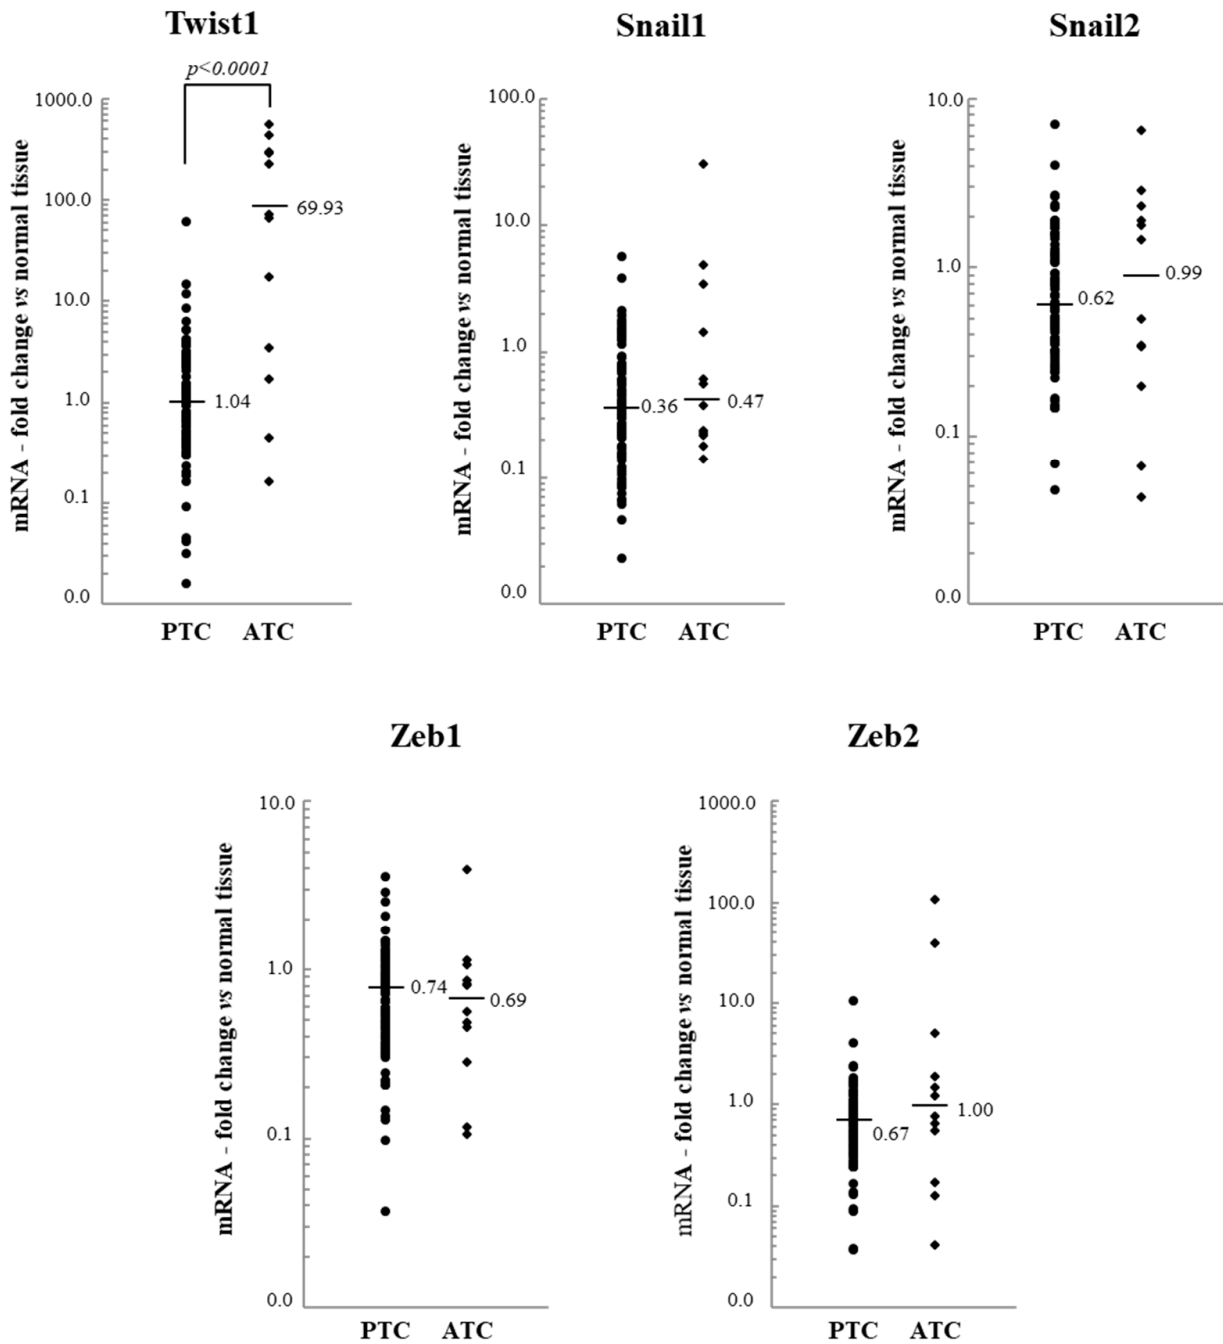 Twist1
p<0.0001
mRNA - fold change vs normal tissue
1000.0
100.0
10.0
1.0
0.1
0.0
69.93
1.04
PTC ATC
Snail1
mRNA - fold change vs normal tissue
100.0
10.0
1.0
0.1
0.0
0.36
0.47
PTC ATC
Snail2
mRNA - fold change vs normal tissue
10.0
1.0
0.1
0.0
0.62
0.99
PTC ATC
Zeb1
mRNA - fold change vs normal tissue
10.0
1.0
0.1
0.0
0.74
0.69
PTC ATC
Zeb2
mRNA - fold change vs normal tissue
1000.0
100.0
10.0
1.0
0.1
0.0
0.67
1.00
PTC ATC